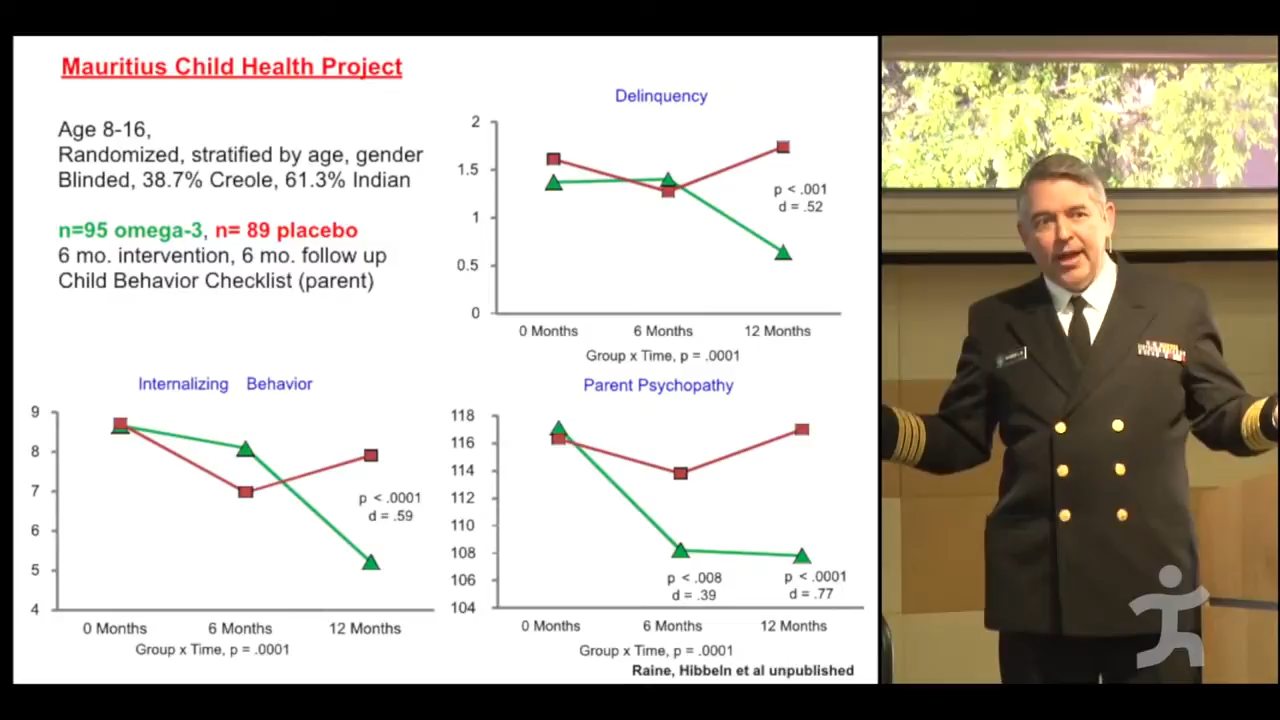 Mauritius Child Health Project
Age 8-16,
Randomized, stratified by age, gender
Blinded, 38.7% Creole, 61.3% Indian
n=95 omega-3, n= 89 placebo
6 mo. intervention, 6 mo. follow up
Child Behavior Checklist (parent)
Delinquency
2
1.5
1
0.5
0
p < .001
d = .52
0 Months 6 Months 12 Months
Group x Time, p = .0001
Internalizing Behavior
9
8
7
6
5
4
p < .0001
d = .59
0 Months 6 Months 12 Months
Group x Time, p = .0001
Parent Psychopathy
118
116
114
112
110
108
106
104
p < .008
d = .39
p < .0001
d = .77
0 Months 6 Months 12 Months
Group x Time, p = .0001
Raine, Hibbeln et al unpublished